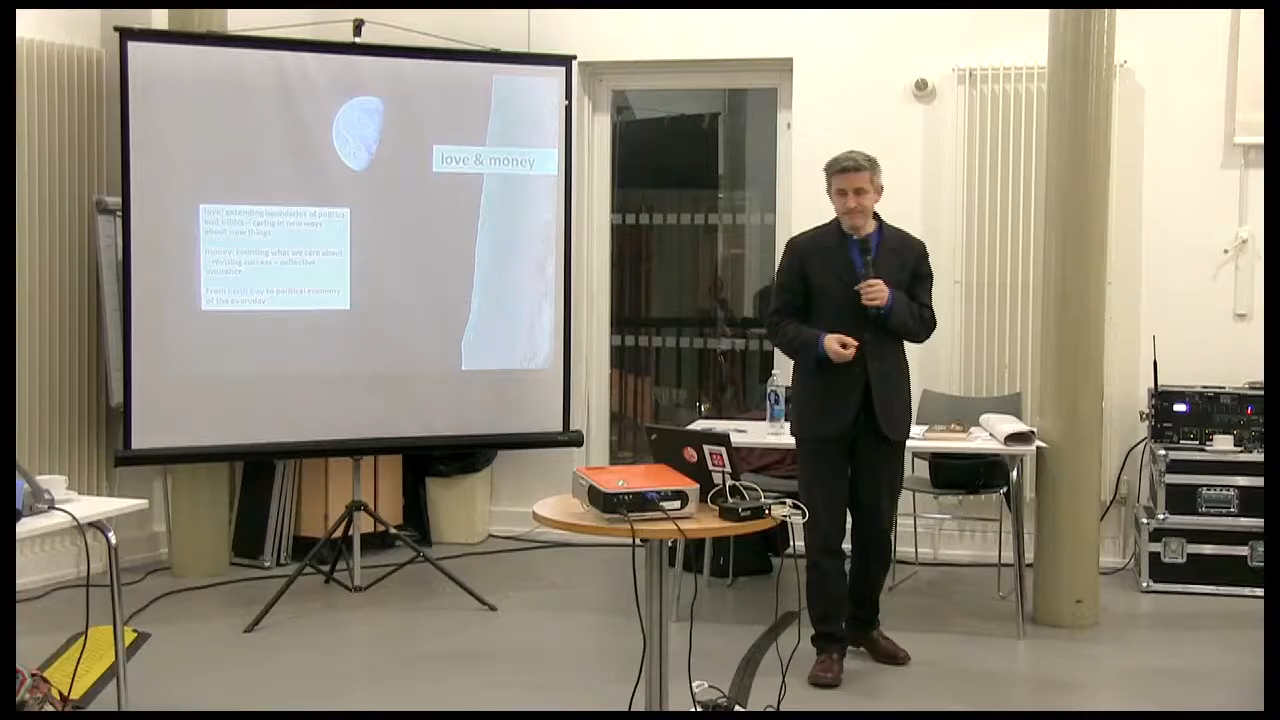 love & money
love: extending boundaries of politics
and ethics – caring in new ways
about new things
money: counting what we care about
– revising success – collective
insurance
From Earth Day to political economy
of the everyday